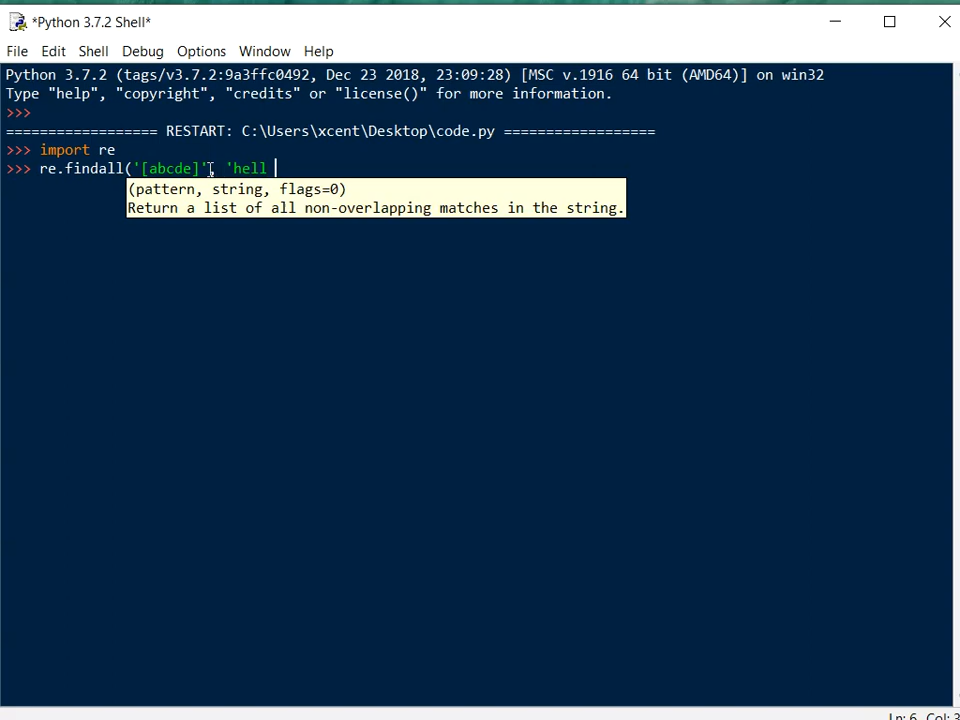 *Python 3.7.2 Shell*
File Edit Shell Debug Options Window Help
Python 3.7.2 (tags/v3.7.2:9a3ffc0492, Dec 23 2018, 23:09:28) [MSC v.1916 64 bit (AMD64)] on win32
Type "help", "copyright", "credits" or "license()" for more information.
>>>
================== RESTART: C:\Users\xcent\Desktop\code.py ==================
>>> import re
>>> re.findall('[abcde]', 'hell
(pattern, string, flags=0)
Return a list of all non-overlapping matches in the string.
Ln: 6 Col: